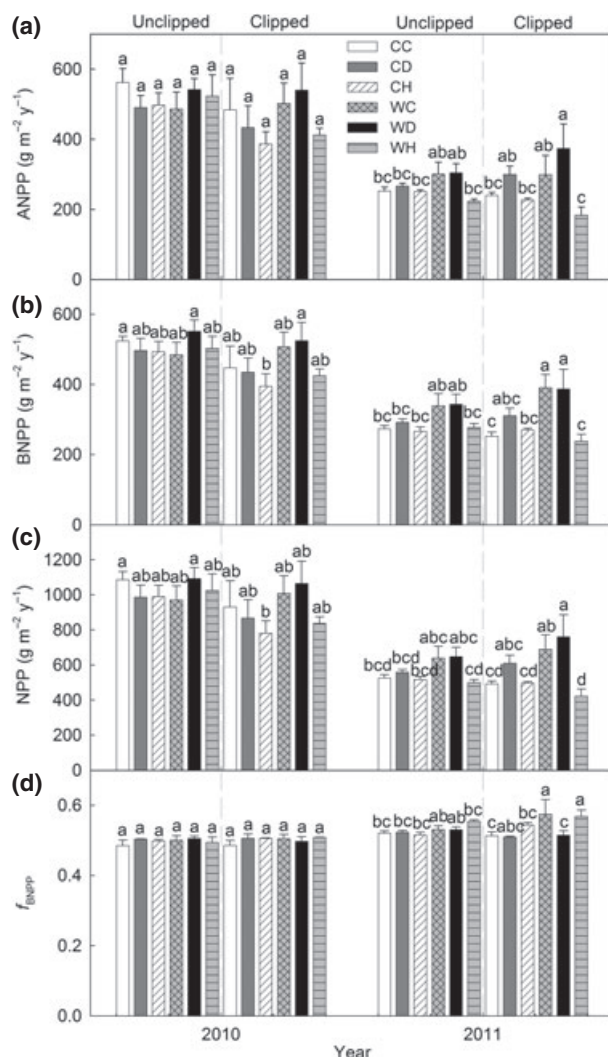 (a) Unclipped Clipped Unclipped Clipped
CC
CD
CH
WC
WD
WH
ANPP (g m⁻² y⁻¹)
600
400
200
0
a a a a a a a a a a a a
bc bc bc ab ab bc bc ab bc ab a c
(b)
BNPP (g m⁻² y⁻¹)
600
400
200
0
a ab ab ab a ab ab ab b ab a ab
bc bc bc ab ab bc c abc bc a a c
(c)
NPP (g m⁻² y⁻¹)
1200
1000
800
600
400
200
0
a ab ab ab a ab ab ab b ab ab ab
bcd bcd bcd abc abc cd cd abc cd ab a d
(d)
f BNPP
0.6
0.4
0.2
0.0
a a a a a a a a a a a a
bc bc bc ab ab bc c abc bc a bc a
2010 2011
Year